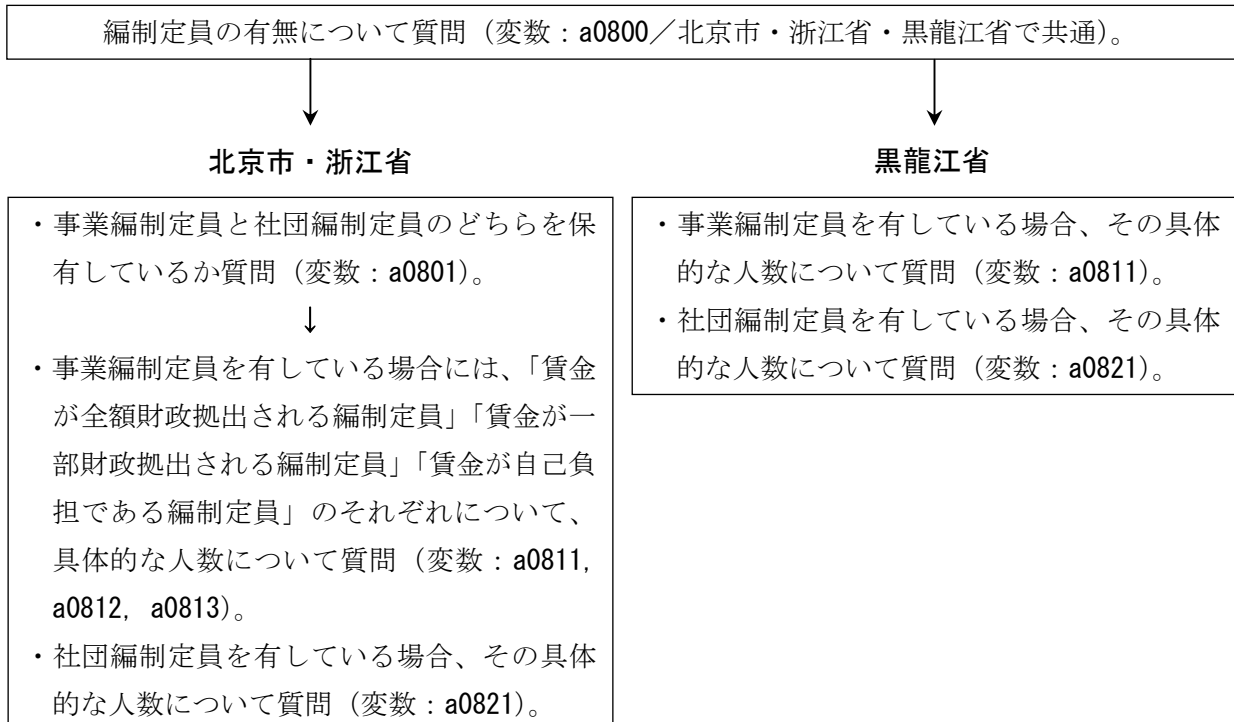 編制定員の有無について質問（変数：a0800／北京市・浙江省・黒龍江省で共通）。
北京市・浙江省
・事業編制定員と社団編制定員のどちらを保
有しているか質問（変数：a0801）。
↓
・事業編制定員を有している場合には、「賃金
が全額財政拠出される編制定員」「賃金が一
部財政拠出される編制定員」「賃金が自己負
担である編制定員」のそれぞれについて、
具体的な人数について質問（変数：a0811,
a0812, a0813）。
・社団編制定員を有している場合、その具体
的な人数について質問（変数：a0821）。
黒龍江省
・事業編制定員を有している場合、その具体
的な人数について質問（変数：a0811）。
・社団編制定員を有している場合、その具体
的な人数について質問（変数：a0821）。